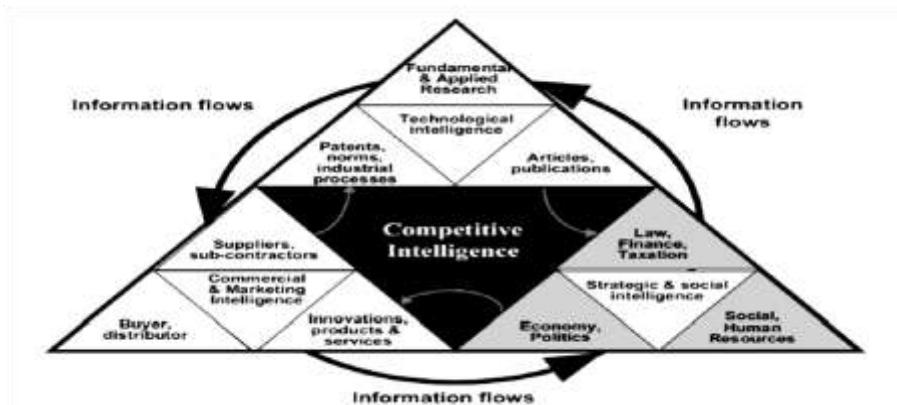 Fundamental
& Applied
Research
Information flows
Information
flows
Technological
intelligence
Patents,
norms,
industrial
processes
Articles,
publications
Competitive
Intelligence
Suppliers,
sub-contractors
Law,
Finance,
Taxation
Commercial
& Marketing
Intelligence
Strategic & social
intelligence
Buyer,
distributor
Innovations,
products &
services
Economy,
Politics
Social,
Human
Resources
Information flows